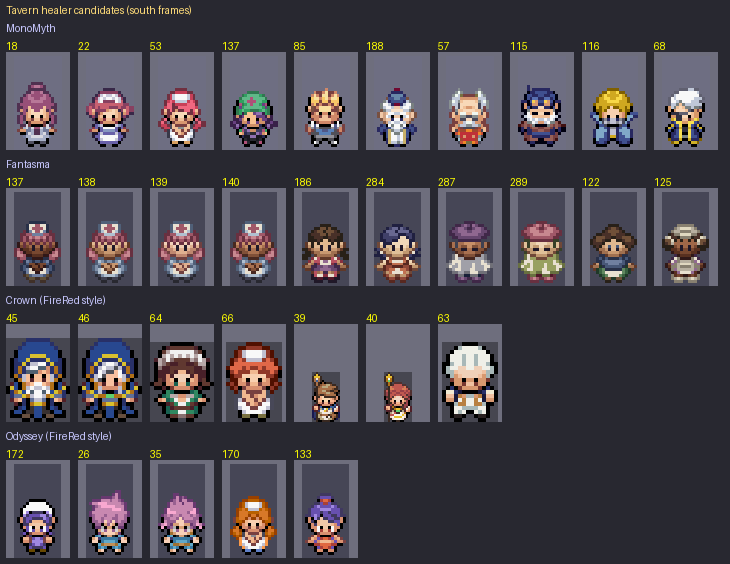 Tavern healer candidates (south frames)
MonoMyth
18 22 53 137 85 188 57 115 116 68
Fantasma
137 138 139 140 186 284 287 289 122 125
Crown (FireRed style)
45 46 64 66 39 40 63
Odyssey (FireRed style)
172 26 35 170 133